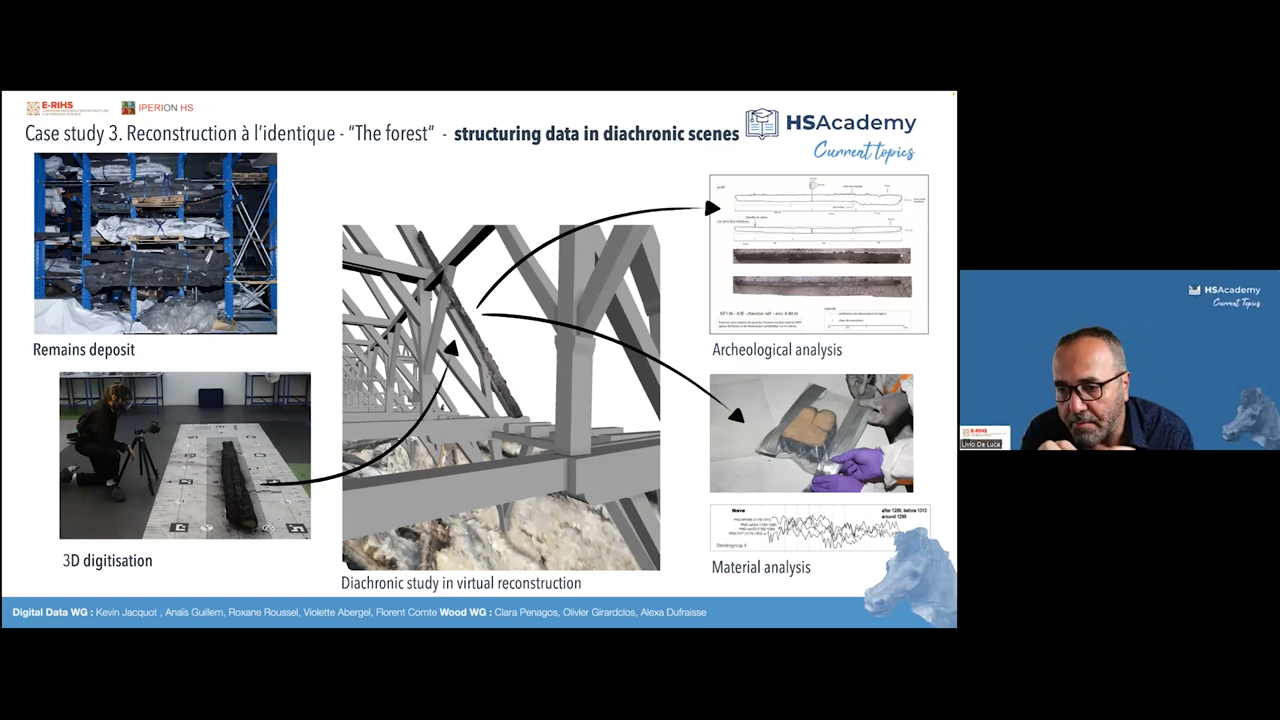 E-RIHS
IPERION HS
Case study 3. Reconstruction à l'identique - "The forest" - structuring data in diachronic scenes
HSAcademy
Current topics
Remains deposit
3D digitisation
Diachronic study in virtual reconstruction
Archeological analysis
Nave
after 1289, before 1313
around 1290
Material analysis
Digital Data WG : Kevin Jacquot , Anaïs Guillem, Roxane Roussel, Violette Abergel, Florent Comte Wood WG : Clara Penagos, Olivier Girardclos, Alexa Dufraisse
HSAcademy
Current Topics
E-RIHS
Livio De Luca